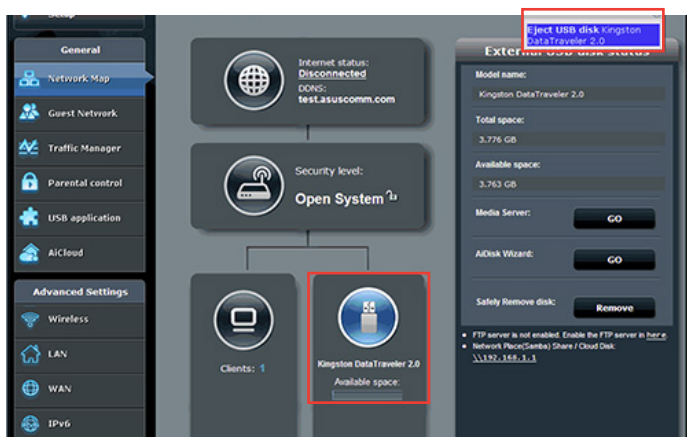 Setup
General
Network Map
Guest Network
Traffic Manager
Parental control
USB application
AiCloud
Advanced Settings
Wireless
LAN
WAN
IPv6
Internet status:
Disconnected
DDNS:
test.asuscomm.com
Security level:
Open System
Clients: 1
Kingston DataTraveler 2.0
Available space:
Eject USB disk Kingston
DataTraveler 2.0
External USB disk status
Model name:
Kingston DataTraveler 2.0
Total space:
3.776 GB
Available space:
3.763 GB
Media Server:
GO
AiDisk Wizard:
GO
Safely Remove disk:
Remove
FTP server is not enabled. Enable the FTP server in here.
Network Place(Samba) Share / Cloud Disk:
\\192.168.1.1